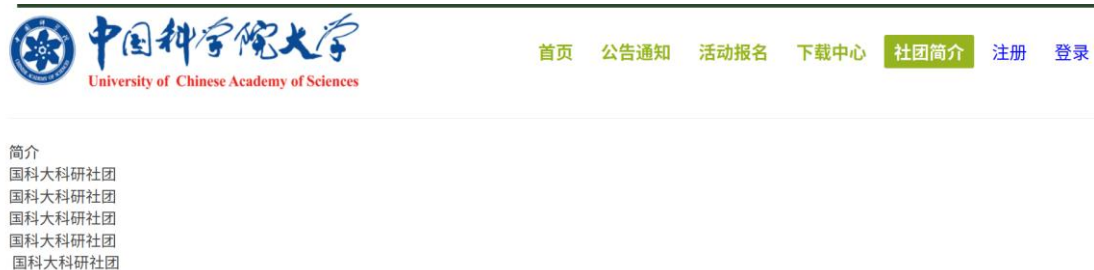 中国科学院大学
University of Chinese Academy of Sciences
首页 公告通知 活动报名 下载中心 社团简介 注册 登录
简介
国科大科研社团
国科大科研社团
国科大科研社团
国科大科研社团
国科大科研社团